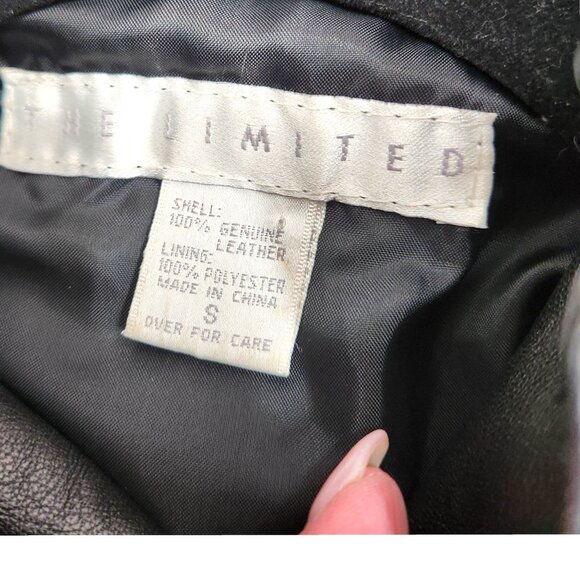 THE LIMITED
SHELL:
100% GENUINE
LEATHER
LINING:
100% POLYESTER
MADE IN CHINA
S
OVER FOR CARE